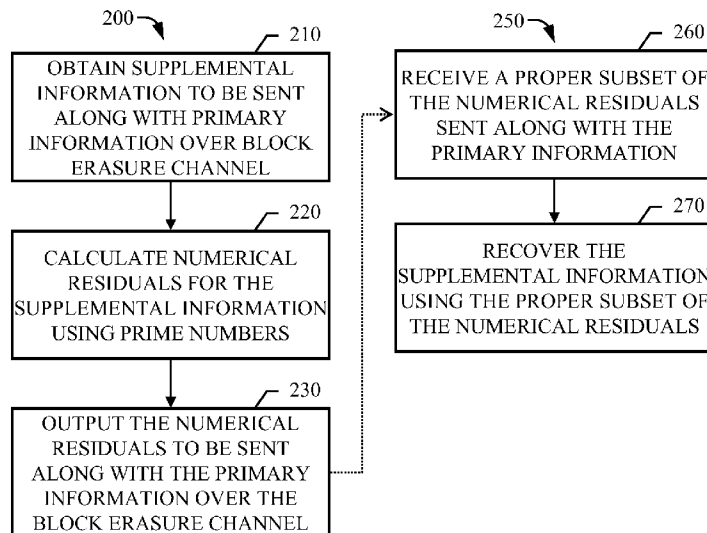 200
210
OBTAIN SUPPLEMENTAL
INFORMATION TO BE SENT
ALONG WITH PRIMARY
INFORMATION OVER BLOCK
ERASURE CHANNEL
220
CALCULATE NUMERICAL
RESIDUALS FOR THE
SUPPLEMENTAL INFORMATION
USING PRIME NUMBERS
230
OUTPUT THE NUMERICAL
RESIDUALS TO BE SENT
ALONG WITH THE PRIMARY
INFORMATION OVER THE
BLOCK ERASURE CHANNEL
250
260
RECEIVE A PROPER SUBSET OF
THE NUMERICAL RESIDUALS
SENT ALONG WITH THE
PRIMARY INFORMATION
270
RECOVER THE
SUPPLEMENTAL INFORMATION
USING THE PROPER SUBSET OF
THE NUMERICAL RESIDUALS